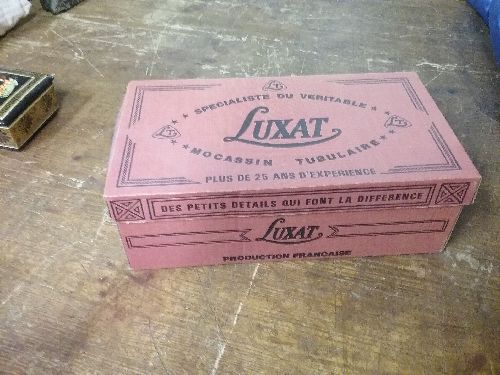 SPECIALISTE DU VERITABLE
LUXAT
MOCASSIN TUBULAIRE
PLUS DE 25 ANS D'EXPERIENCE
DES PETITS DETAILS QUI FONT LA DIFFERENCE
LUXAT
PRODUCTION FRANCAISE